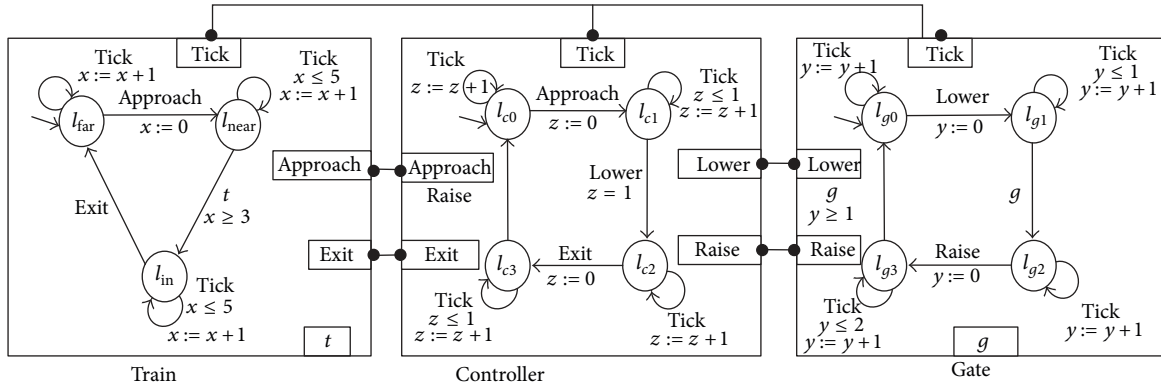 Tick
Tick
x := x + 1
Tick
x ≤ 5
x := x + 1
Approach
x := 0
l_far
l_near
Exit
t
x ≥ 3
l_in
Tick
x ≤ 5
x := x + 1
Approach
Exit
t
Train
Tick
Tick
z := z + 1
Approach
z := 0
Tick
z ≤ 1
z := z + 1
l_c0
l_c1
Approach
Raise
Lower
z = 1
Lower
Exit
Exit
z := 0
Raise
l_c3
l_c2
Tick
z ≤ 1
z := z + 1
Tick
z := z + 1
Controller
Tick
Tick
y := y + 1
Lower
y := 0
Tick
y ≤ 1
y := y + 1
l_g0
l_g1
Lower
g
y ≥ 1
g
Raise
Raise
y := 0
l_g3
l_g2
Tick
y ≤ 2
y := y + 1
Tick
y := y + 1
g
Gate